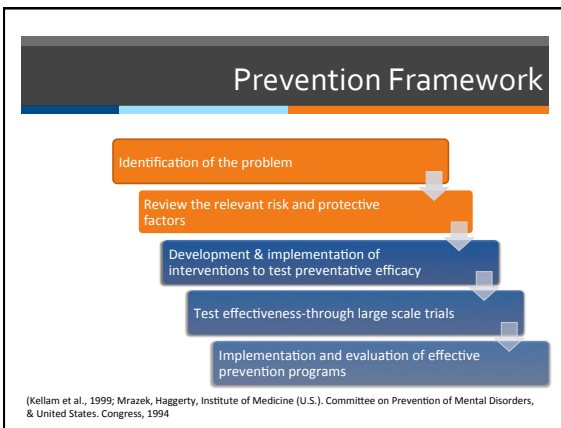 Prevention Framework
Identification of the problem
Review the relevant risk and protective
factors
Development & implementation of
interventions to test preventative efficacy
Test effectiveness-through large scale trials
Implementation and evaluation of effective
prevention programs
(Kellam et al., 1999; Mrazek, Haggerty, Institute of Medicine (U.S.). Committee on Prevention of Mental Disorders,
& United States. Congress, 1994